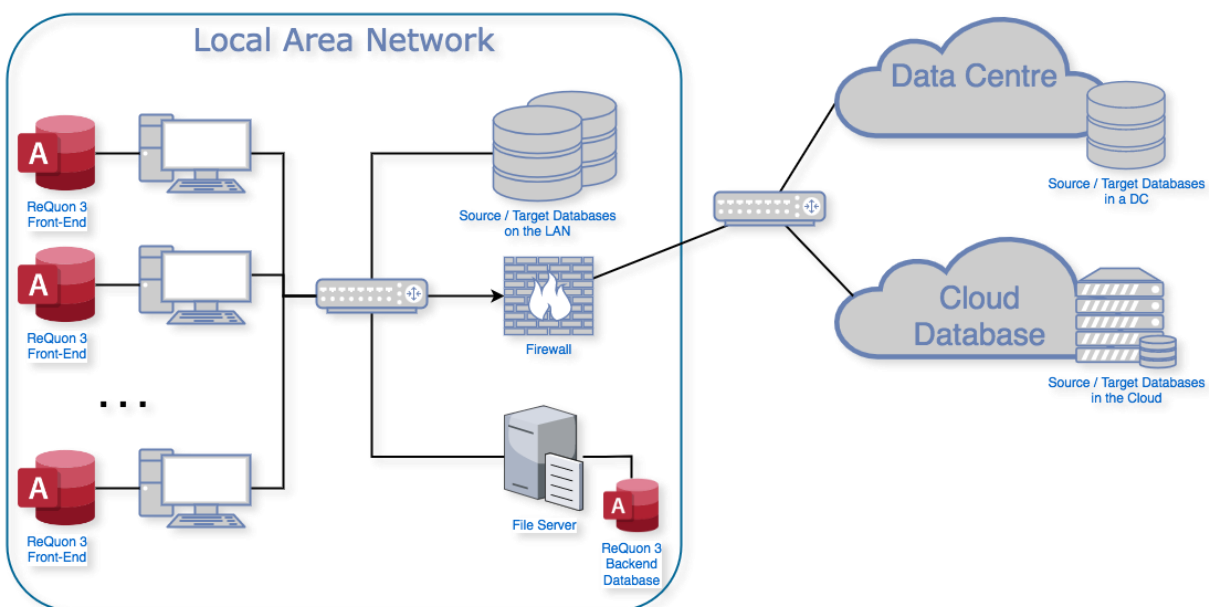 Local Area Network
A
ReQuon 3
Front-End
A
ReQuon 3
Front-End
...
A
ReQuon 3
Front-End
Source / Target Databases
on the LAN
Firewall
File Server
A
ReQuon 3
Backend
Database
Data Centre
Source / Target Databases
in a DC
Cloud
Database
Source / Target Databases
in the Cloud